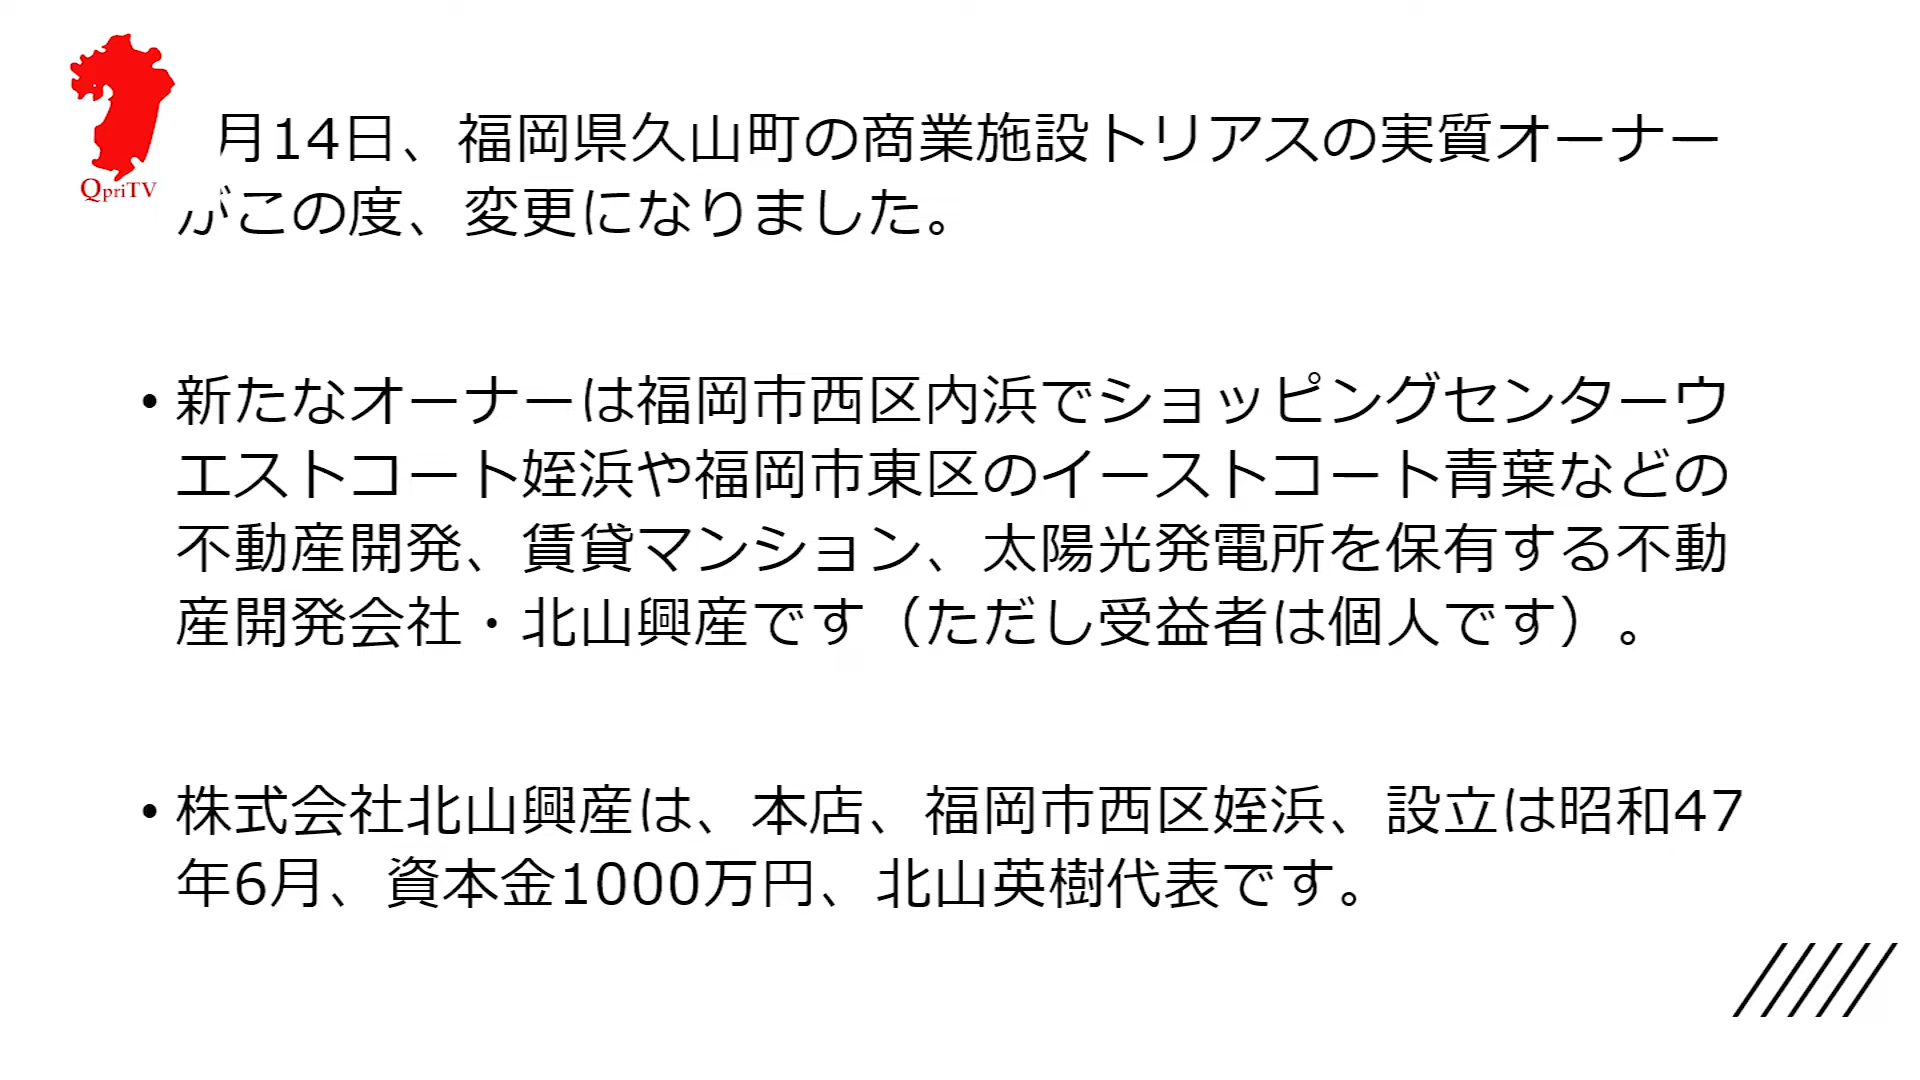 QpriTV
月14日、福岡県久山町の商業施設トリアスの実質オーナー
がこの度、変更になりました。
• 新たなオーナーは福岡市西区内浜でショッピングセンターウ
エストコート姪浜や福岡市東区のイーストコート青葉などの
不動産開発、賃貸マンション、太陽光発電所を保有する不動
産開発会社・北山興産です（ただし受益者は個人です）。
• 株式会社北山興産は、本店、福岡市西区姪浜、設立は昭和47
年6月、資本金1000万円、北山英樹代表です。